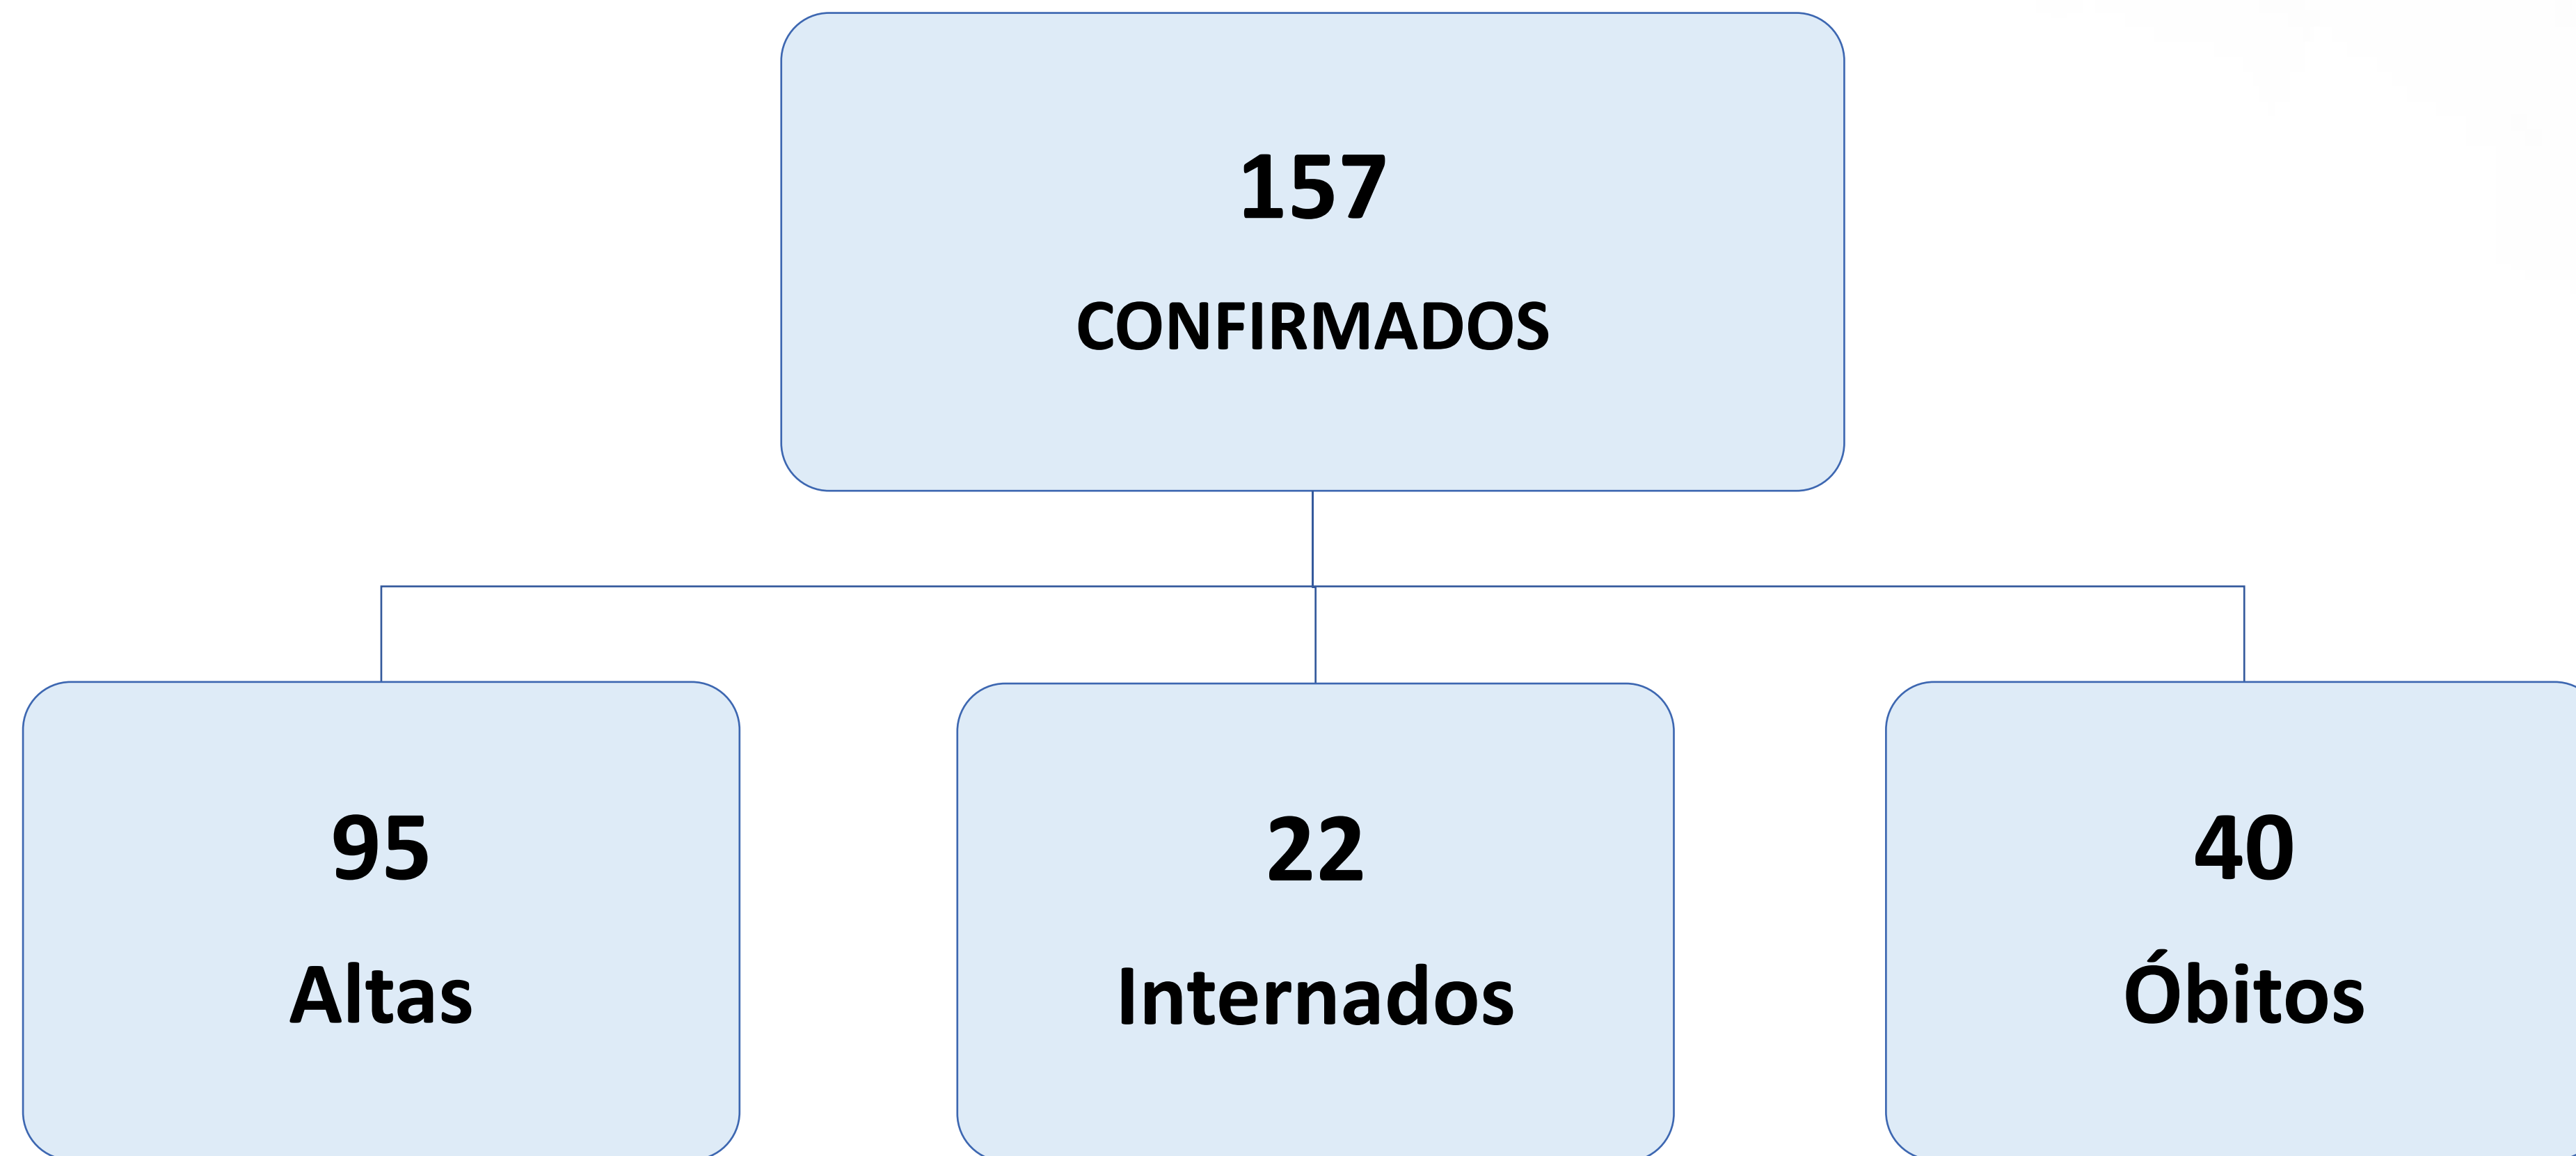 157
CONFIRMADOS
95
Altas
22
Internados
40
Óbitos